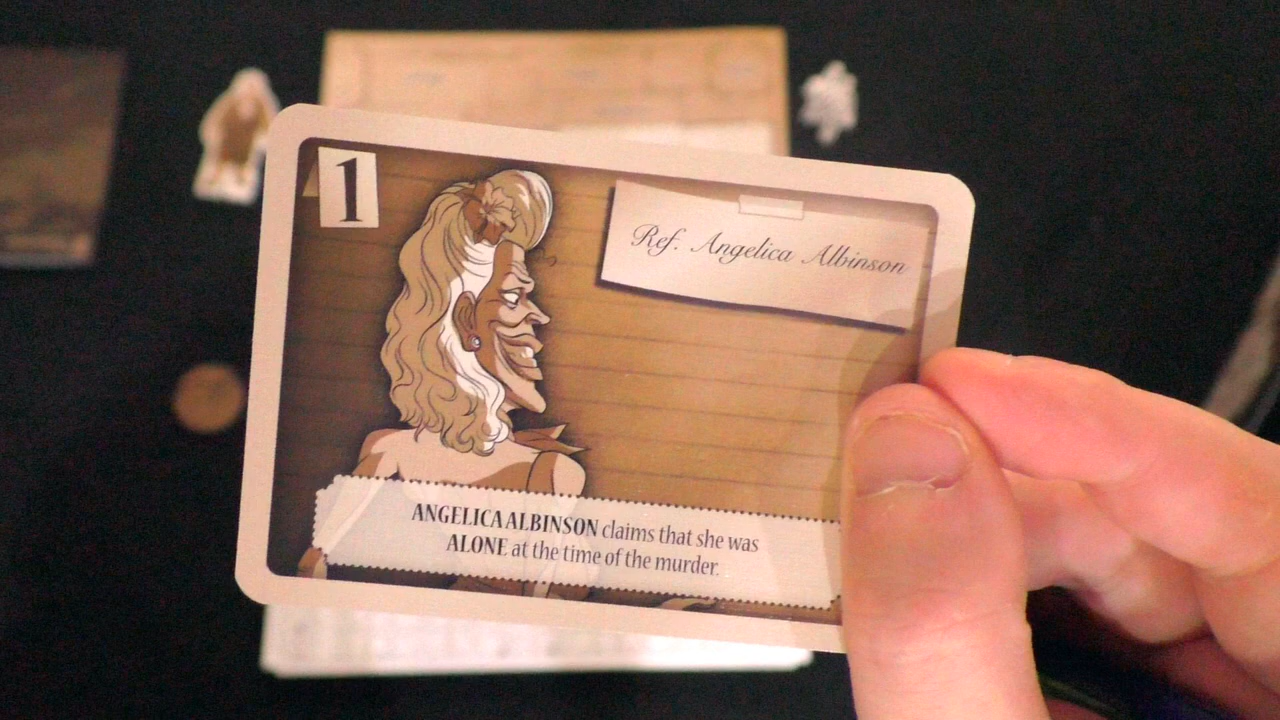 1
Ref. Angelica Albinson
ANGELICA ALBINSON claims that she was
ALONE at the time of the murder.